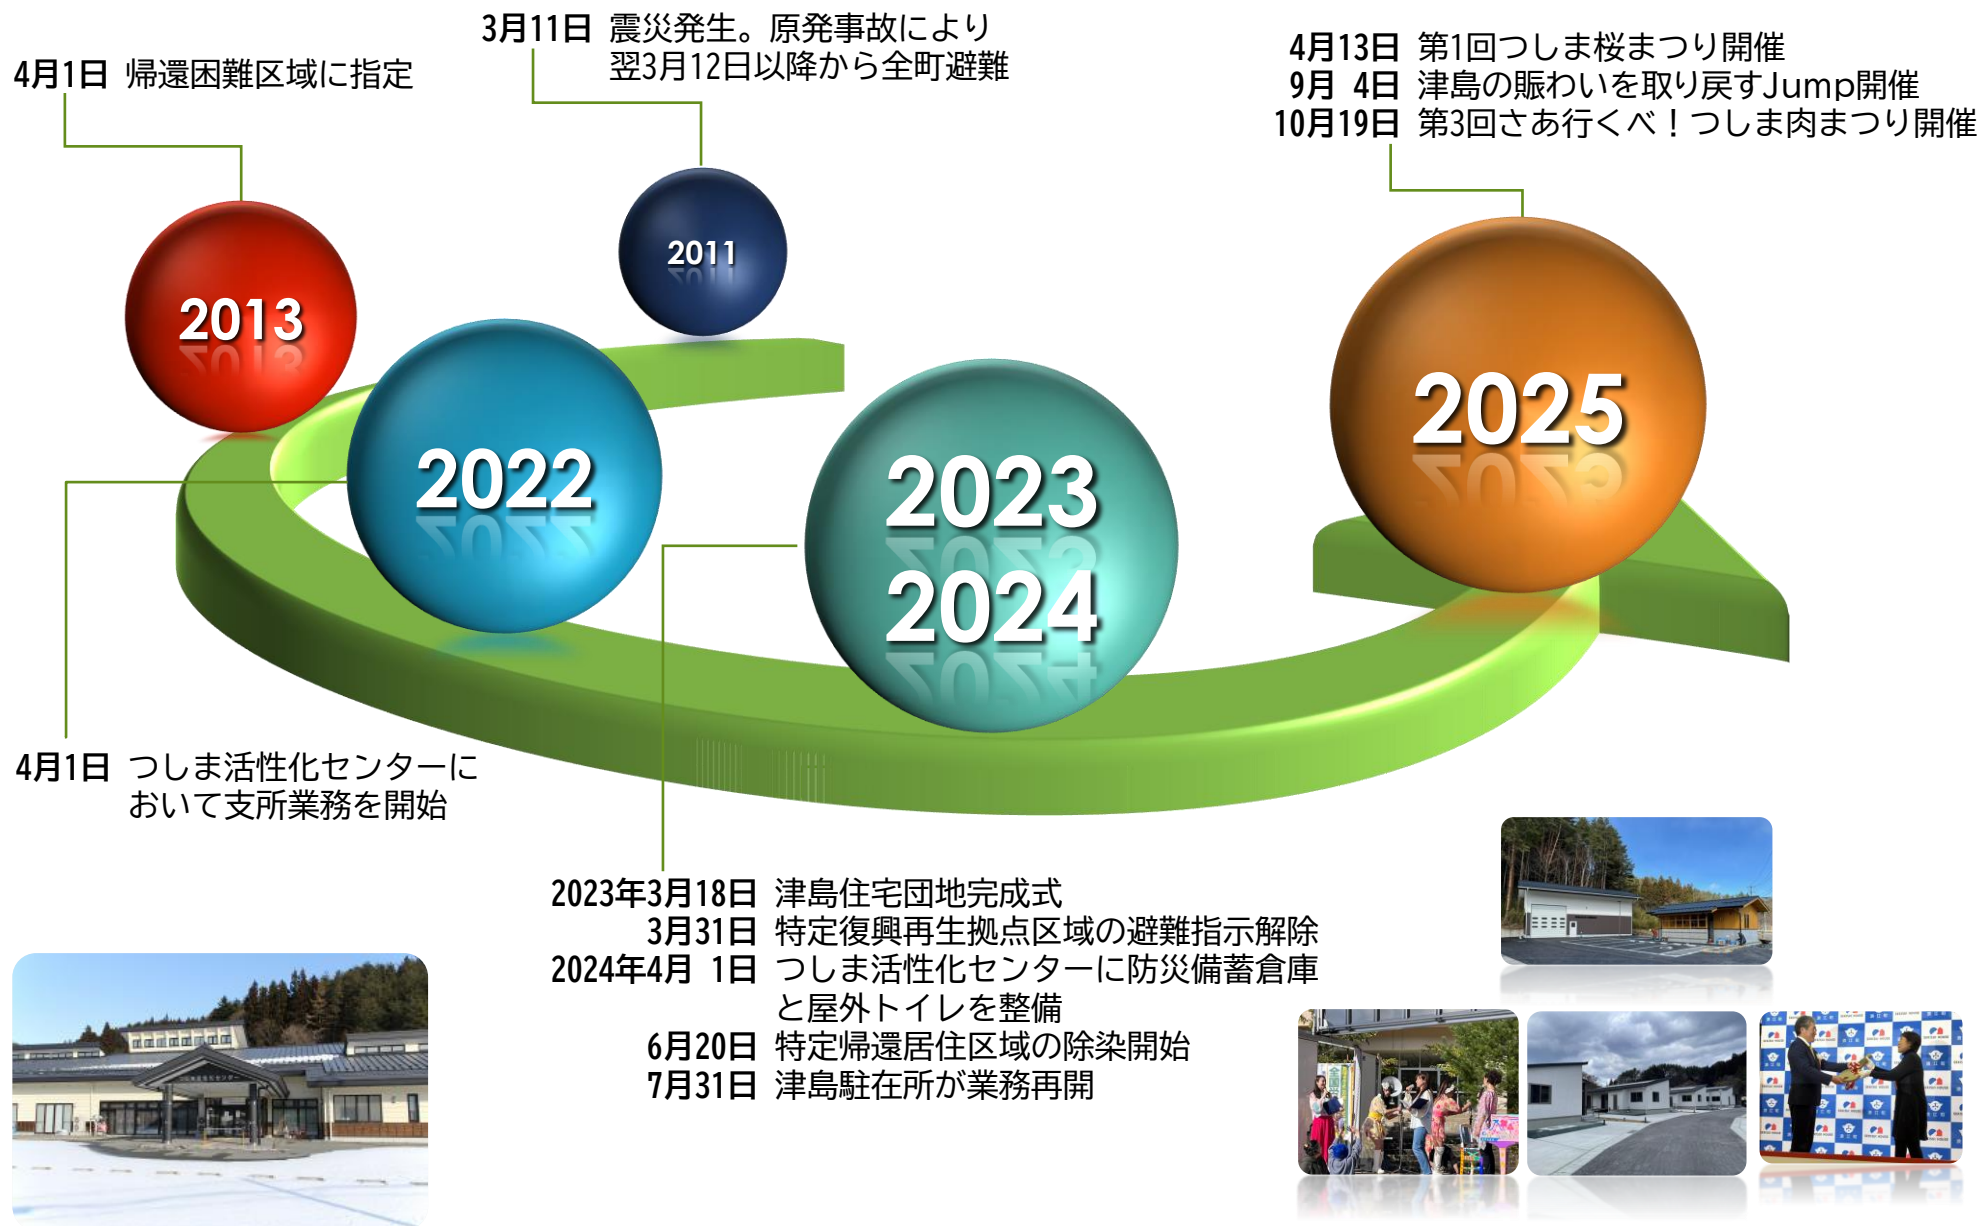 3月11日 震災発生。原発事故により
翌3月12日以降から全町避難
4月1日 帰還困難区域に指定
4月13日 第1回つしま桜まつり開催
9月 4日 津島の賑わいを取り戻すJump開催
10月19日 第3回さあ行くべ！つしま肉まつり開催
2011
2013
2022
2023
2024
2025
4月1日 つしま活性化センターに
おいて支所業務を開始
2023年3月18日 津島住宅団地完成式
3月31日 特定復興再生拠点区域の避難指示解除
2024年4月 1日 つしま活性化センターに防災備蓄倉庫
と屋外トイレを整備
6月20日 特定帰還居住区域の除染開始
7月31日 津島駐在所が業務再開